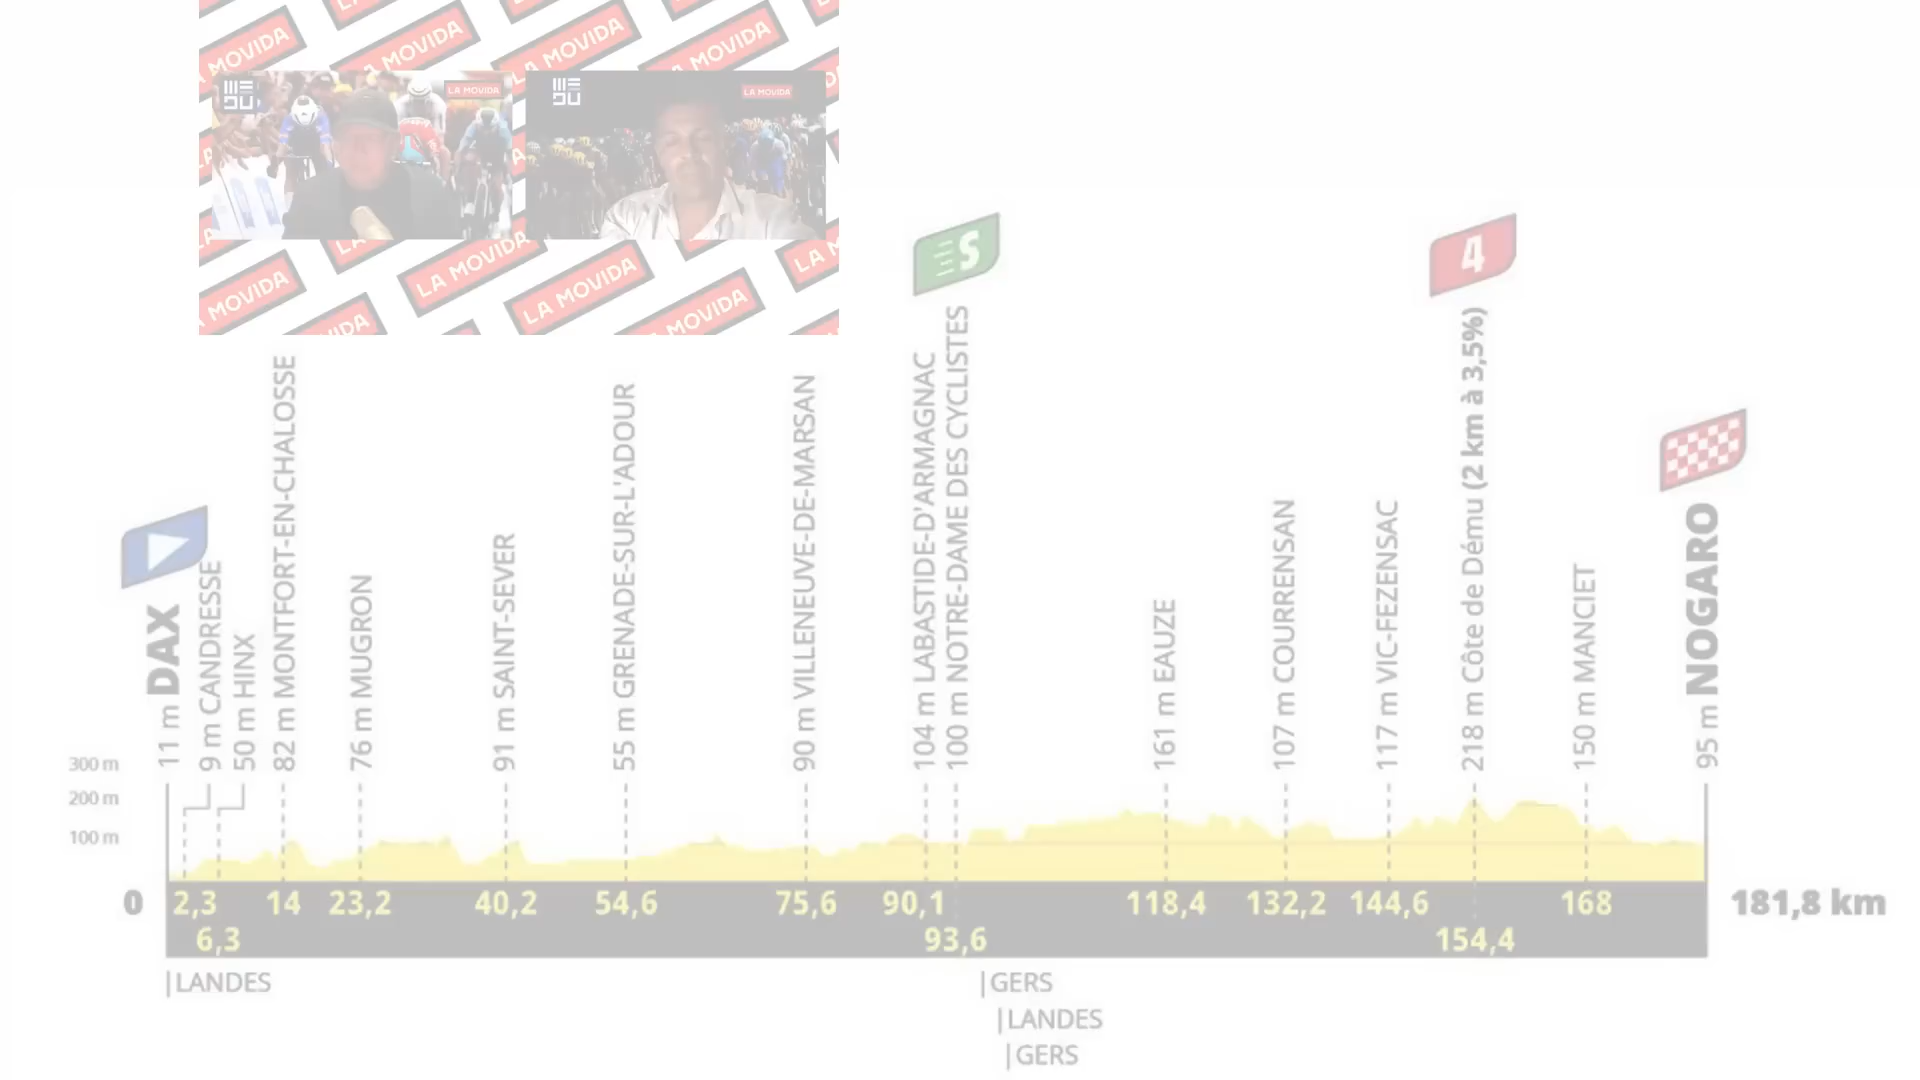 LA MOVIDA
LA MOVIDA
LA MOVIDA
LA MOVIDA
LA MOVIDA
LA MOVIDA
LA MOVIDA
LA MOVIDA
LA MOVIDA
LA MOVIDA
S
4
11 m DAX
9 m CANDRESSE
50 m HINX
82 m MONTFORT-EN-CHALOSSE
76 m MUGRON
91 m SAINT-SEVER
55 m GRENADE-SUR-L'ADOUR
90 m VILLENEUVE-DE-MARSAN
104 m LABASTIDE-D'ARMAGNAC
100 m NOTRE-DAME DES CYCLISTES
161 m EAUZE
107 m COURRENSAN
117 m VIC-FEZENSAC
218 m Côte de Dému (2 km à 3,5%)
150 m MANCIET
95 m NOGARO
300 m
200 m
100 m
0 2,3 14 23,2 40,2 54,6 75,6 90,1 118,4 132,2 144,6 168 181,8 km
6,3 93,6 154,4
LANDES GERS
LANDES
GERS